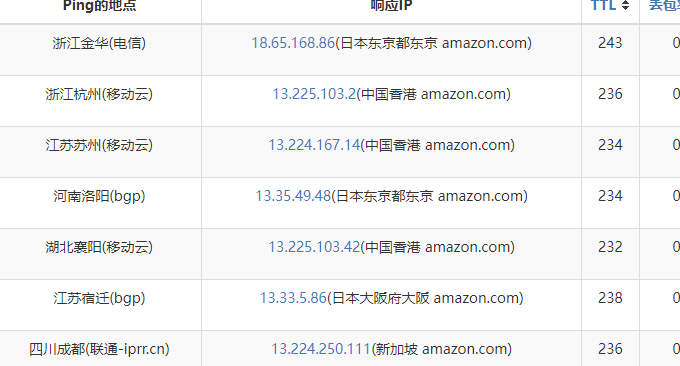 Ping的地点 响应IP TTL 丢包
浙江金华(电信) 18.65.168.86(日本东京都东京 amazon.com) 243 0
浙江杭州(移动云) 13.225.103.2(中国香港 amazon.com) 236 0
江苏苏州(移动云) 13.224.167.14(中国香港 amazon.com) 234 0
河南洛阳(bgp) 13.35.49.48(日本东京都东京 amazon.com) 234 0
湖北襄阳(移动云) 13.225.103.42(中国香港 amazon.com) 232 0
江苏宿迁(bgp) 13.33.5.86(日本大阪府大阪 amazon.com) 238 0
四川成都(联通-iprr.cn) 13.224.250.111(新加坡 amazon.com) 236 0